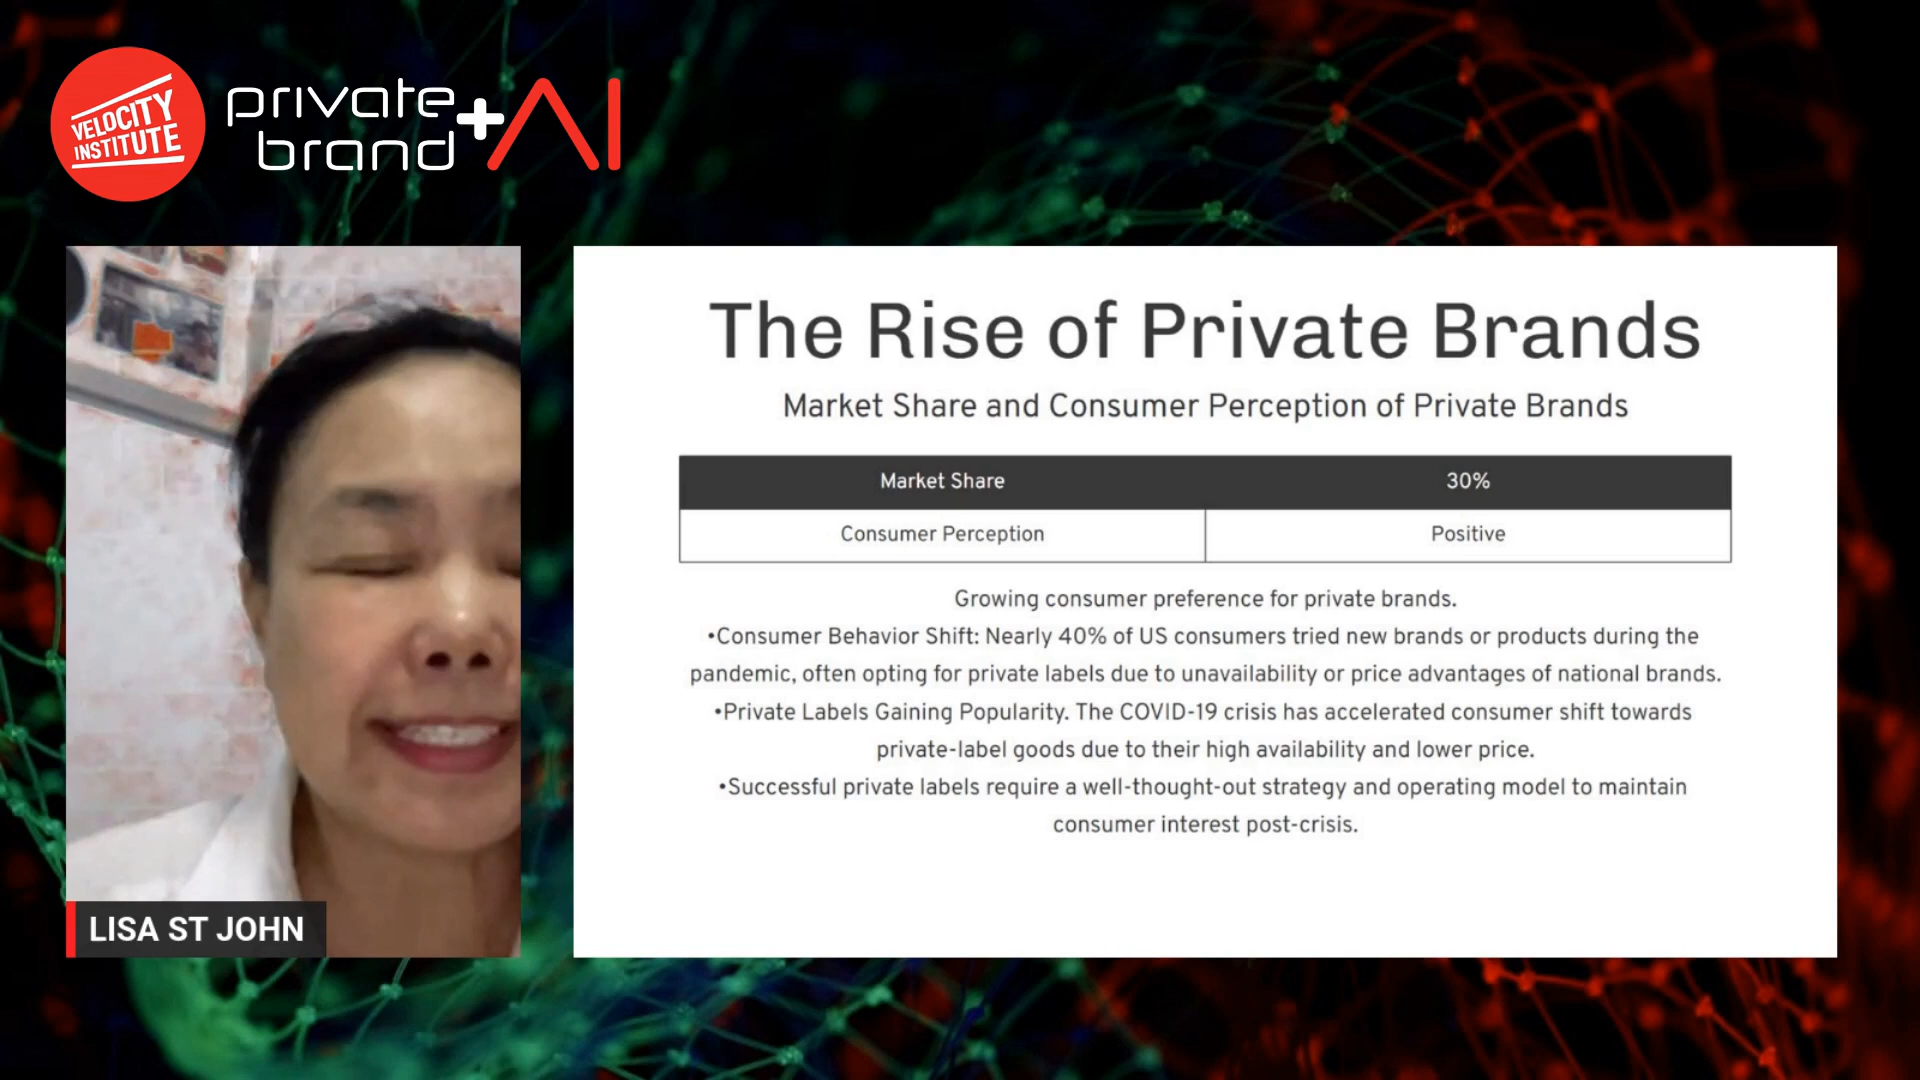 VELOCITY
INSTITUTE
private
brand
+AI
The Rise of Private Brands
Market Share and Consumer Perception of Private Brands
Market Share 30%
Consumer Perception Positive
Growing consumer preference for private brands.
•Consumer Behavior Shift: Nearly 40% of US consumers tried new brands or products during the
pandemic, often opting for private labels due to unavailability or price advantages of national brands.
•Private Labels Gaining Popularity. The COVID-19 crisis has accelerated consumer shift towards
private-label goods due to their high availability and lower price.
•Successful private labels require a well-thought-out strategy and operating model to maintain
consumer interest post-crisis.
LISA ST JOHN